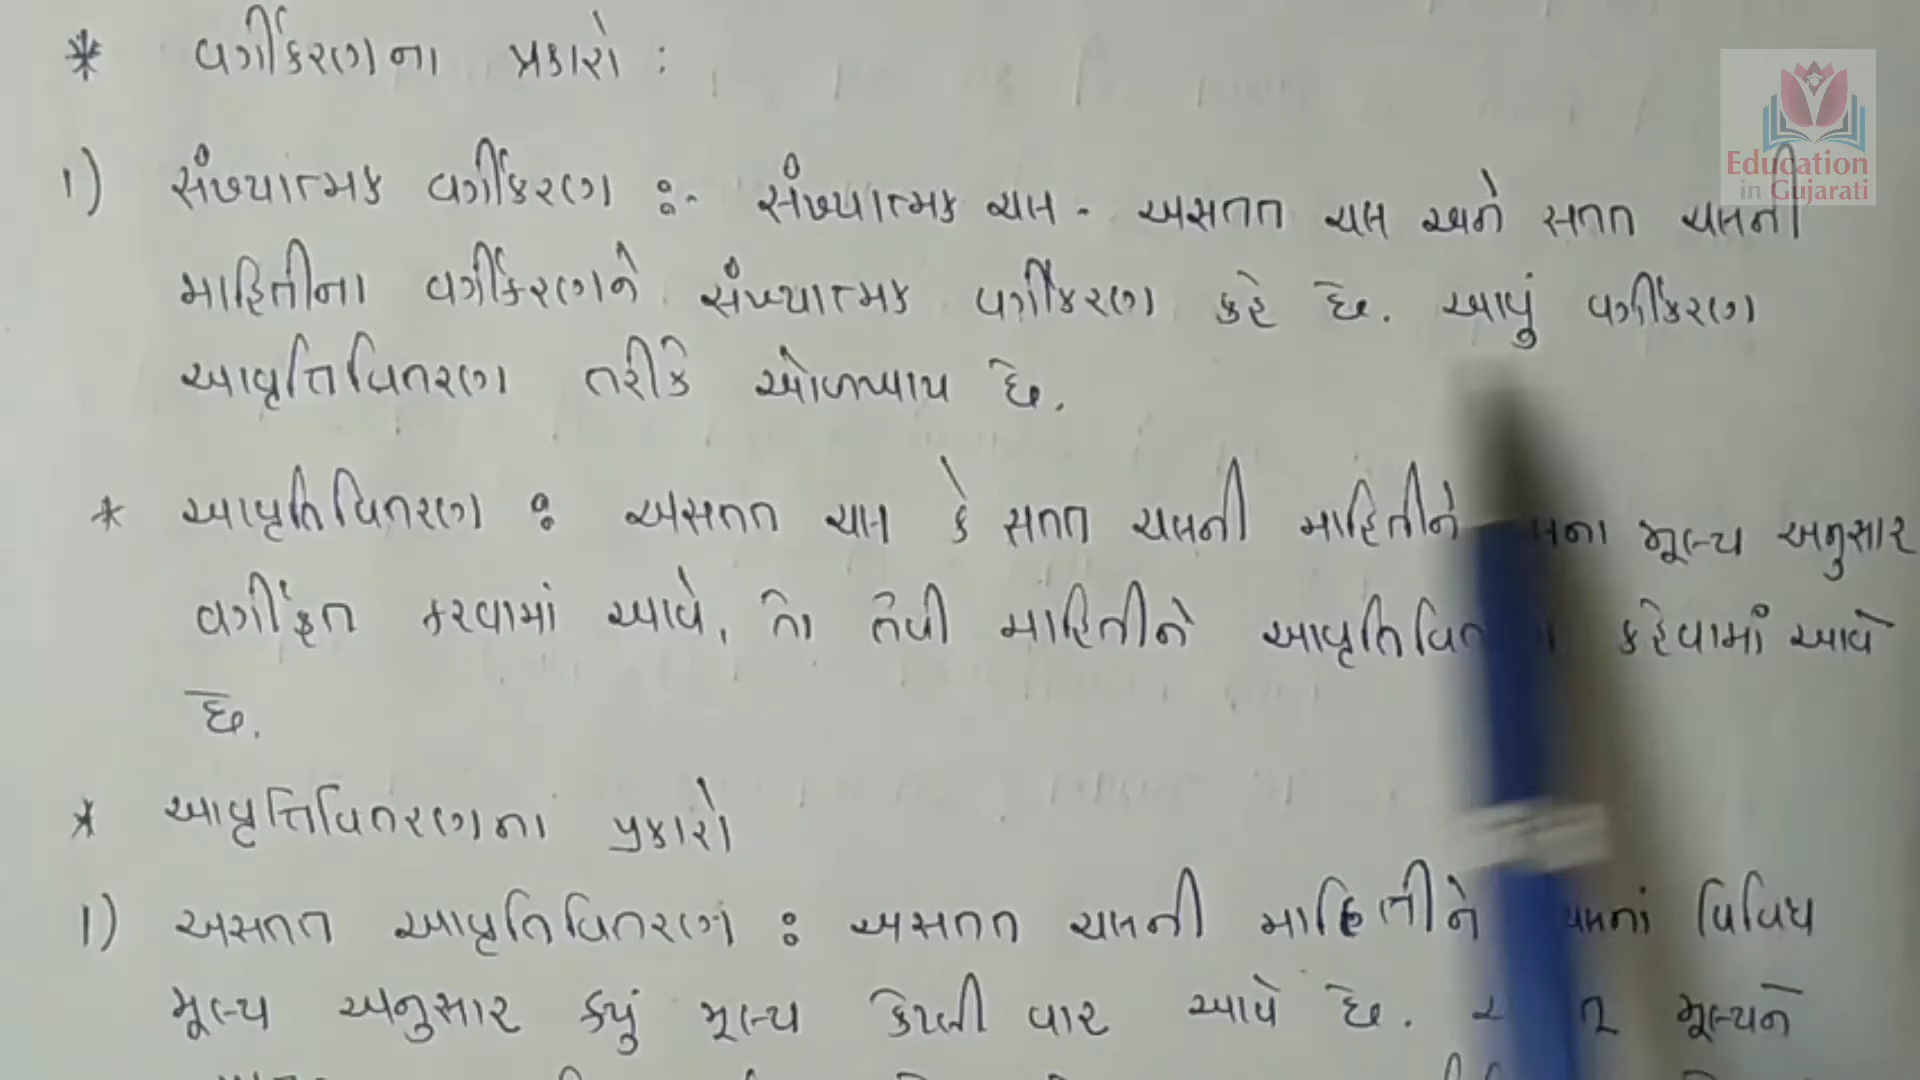 * વર્ગીકરણના પ્રકારો :
Education
in Gujarati
1) સંખ્યાત્મક વર્ગીકરણ :- સંખ્યાત્મક ચલ - અસતત ચલ અને સતત ચલની
માહિતીના વર્ગીકરણને સંખ્યાત્મક વર્ગીકરણ કહે છે. આવું વર્ગીકરણ
આવૃત્તિવિતરણ તરીકે ઓળખાય છે.
* આવૃત્તિવિતરણ : અસતત ચલ કે સતત ચલની માહિતીને મૂલ્ય અનુસાર
વર્ગીકૃત કરવામાં આવે, તો તેવી માહિતીને કહેવામાં આવે
છે.
* આવૃત્તિવિતરણના પ્રકારો
1) અસતત આવૃત્તિવિતરણ : અસતત ચલની માહિતીને વિવિધ
મૂલ્ય અનુસાર કયું મૂલ્ય કેટલી વાર આવે છે. મૂલ્યને